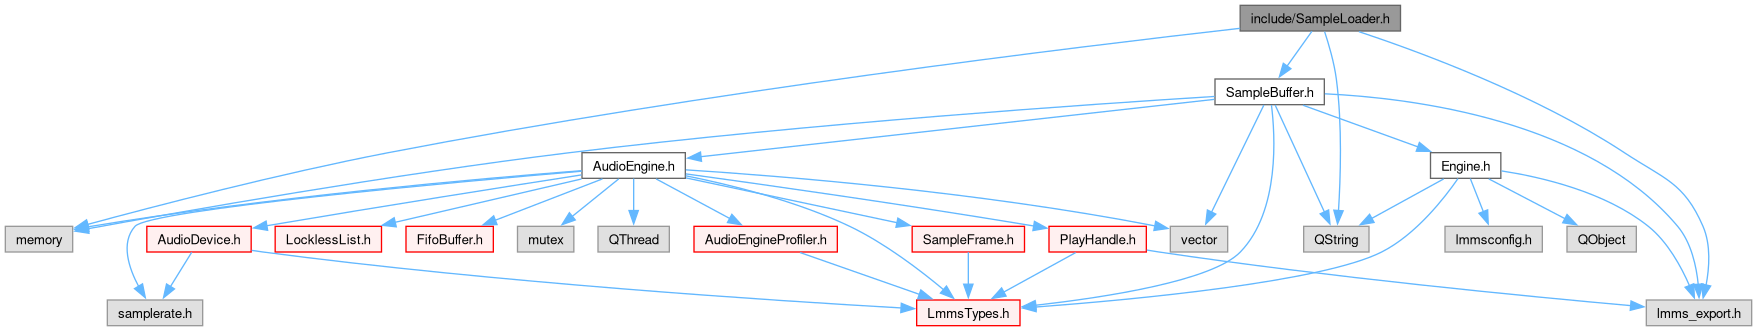 include/SampleLoader.h
SampleBuffer.h
AudioEngine.h
Engine.h
memory
AudioDevice.h
LocklessList.h
FifoBuffer.h
mutex
QThread
AudioEngineProfiler.h
SampleFrame.h
PlayHandle.h
vector
QString
lmmsconfig.h
QObject
samplerate.h
LmmsTypes.h
lmms_export.h